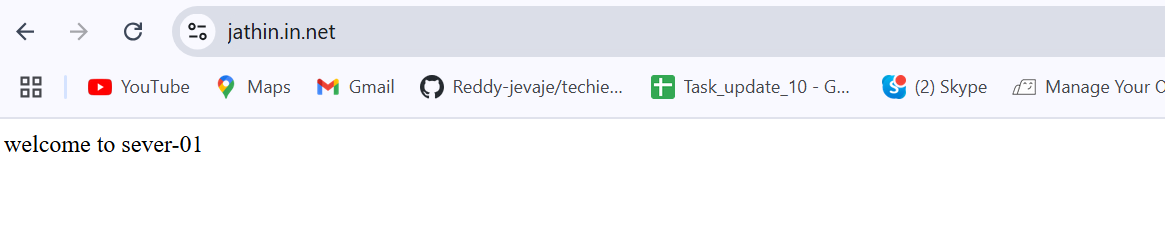 jathin.in.net
YouTube Maps Gmail Reddy-jevaje/techie... Task_update_10 - G... (2) Skype Manage Your O
welcome to sever-01